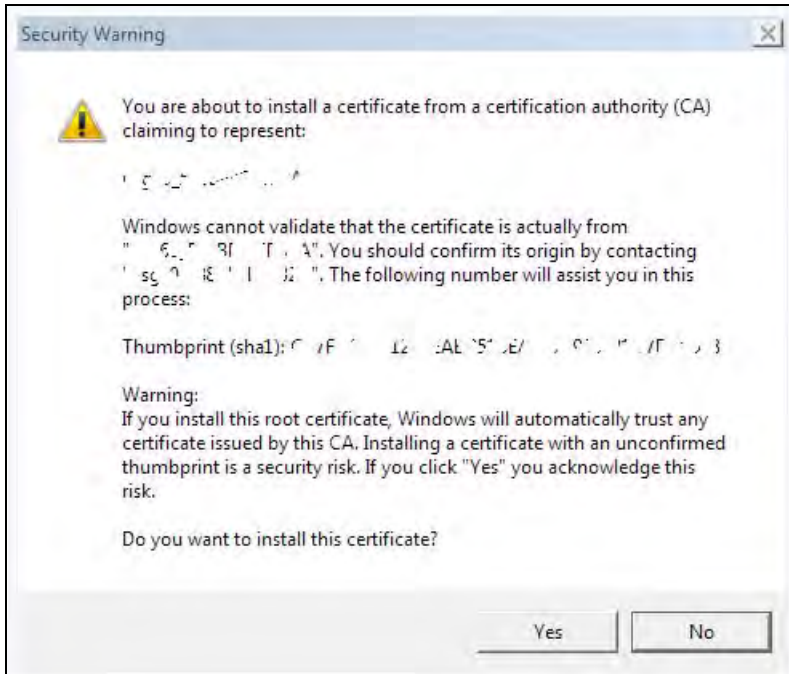 Security Warning
You are about to install a certificate from a certification authority (CA)
claiming to represent:
Windows cannot validate that the certificate is actually from
". You should confirm its origin by contacting
". The following number will assist you in this
process:
Thumbprint (sha1):
Warning:
If you install this root certificate, Windows will automatically trust any
certificate issued by this CA. Installing a certificate with an unconfirmed
thumbprint is a security risk. If you click "Yes" you acknowledge this
risk.
Do you want to install this certificate?
Yes
No